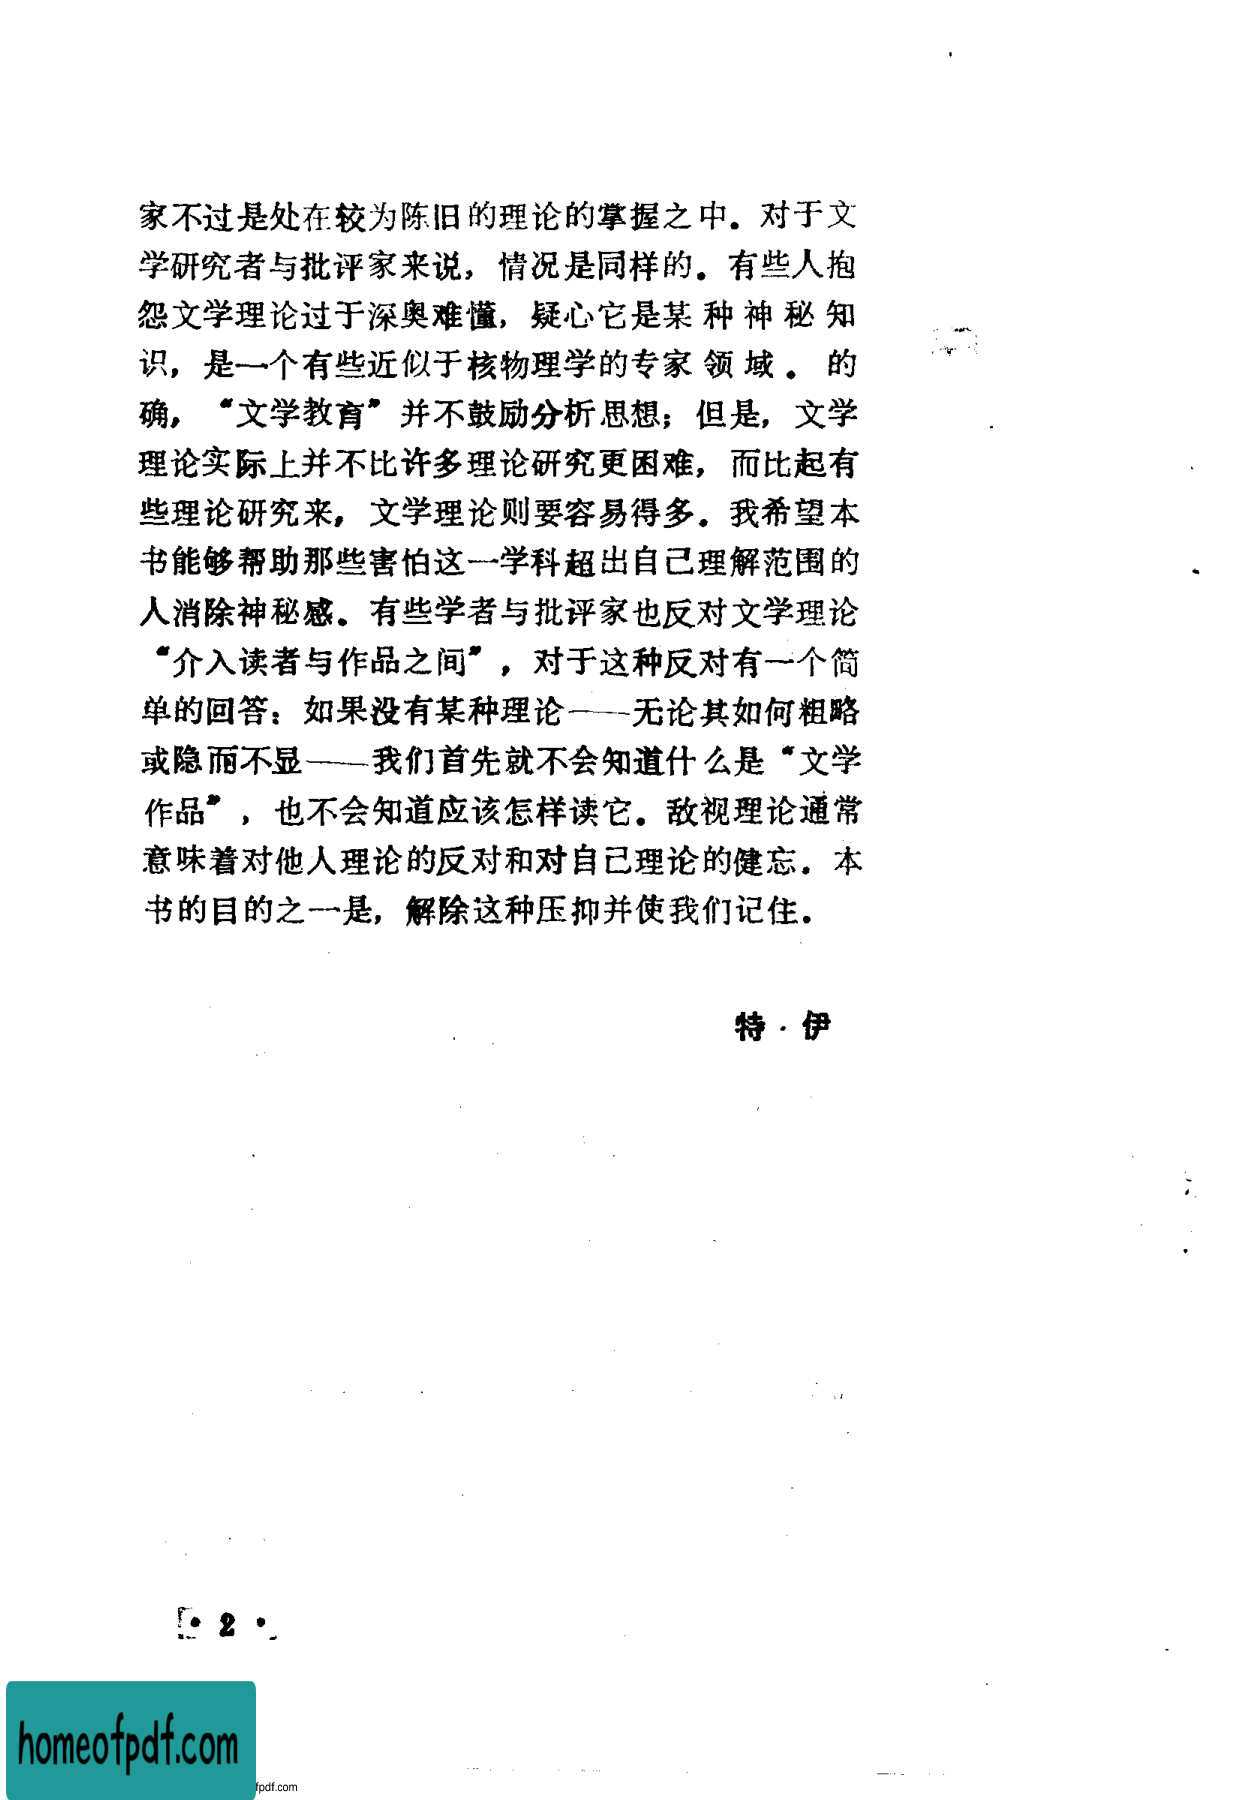 家不过是处在较为陈旧的理论的掌握之中。对于文
学研究者与批评家来说，情况是同样的。有些人抱
怨文学理论过于深奥难懂，疑心它是某种神秘知
识，是一个有些近似于核物理学的专家领域。的
确，“文学教育”并不鼓励分析思想；但是，文学
理论实际上并不比许多理论研究更困难，而比起有
些理论研究来，文学理论则要容易得多。我希望本
书能够帮助那些害怕这一学科超出自己理解范围的
人消除神秘感。有些学者与批评家也反对文学理论
“介入读者与作品之间”，对于这种反对有一个简
单的回答：如果没有某种理论——无论其如何粗略
或隐而不显——我们首先就不会知道什么是“文学
作品”，也不会知道应该怎样读它。敌视理论通常
意味着对他人理论的反对和对自己理论的健忘。本
书的目的之一是，解除这种压抑并使我们记住。
特·伊
·2·
homeofpdf.com
fpdf.com